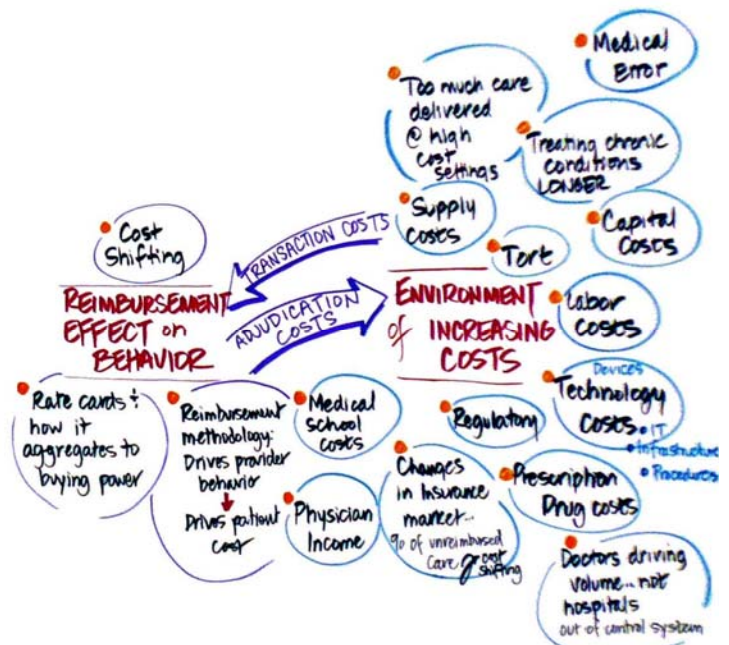 Medical
Error
Too much care
delivered
@ high
cost
settings
Treating chronic
conditions
LONGER
Supply
Costs
Capital
Costs
Tort
Cost
Shifting
TRANSACTION COSTS
ADJUDICATION
COSTS
REIMBURSEMENT
EFFECT on
BEHAVIOR
ENVIRONMENT
of INCREASING
COSTS
Labor
Costs
Devices
Technology
Costs
• IT
• Infrastructure
• Procedures
Rate cards &
how it
aggregates to
buying power
Reimbursement
methodology:
Drives provider
behavior
Drives patient
cost
Medical
school
costs
Physician
Income
Regulatory
Changes
in Insurance
market...
% of unreimbursed
care
cost
shifting
Prescription
Drug costs
Doctors driving
volume... not
hospitals
out of control system